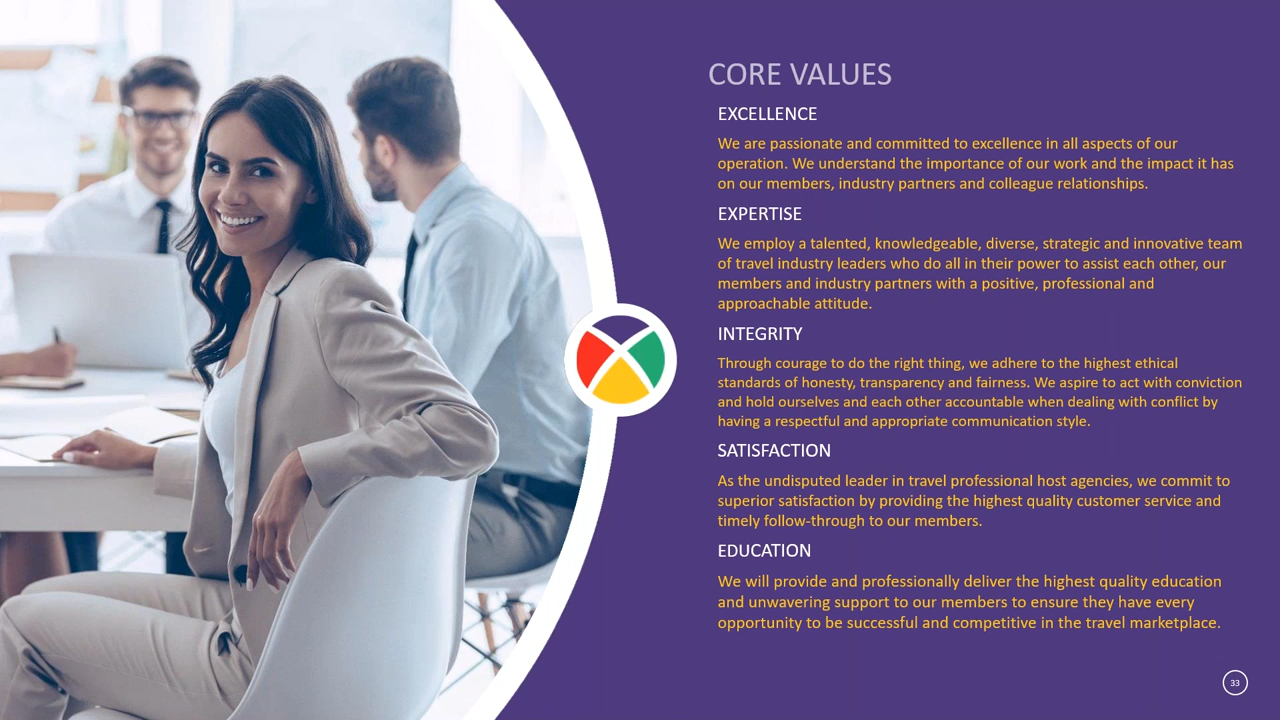 CORE VALUES
EXCELLENCE
We are passionate and committed to excellence in all aspects of our
operation. We understand the importance of our work and the impact it has
on our members, industry partners and colleague relationships.
EXPERTISE
We employ a talented, knowledgeable, diverse, strategic and innovative team
of travel industry leaders who do all in their power to assist each other, our
members and industry partners with a positive, professional and
approachable attitude.
INTEGRITY
Through courage to do the right thing, we adhere to the highest ethical
standards of honesty, transparency and fairness. We aspire to act with conviction
and hold ourselves and each other accountable when dealing with conflict by
having a respectful and appropriate communication style.
SATISFACTION
As the undisputed leader in travel professional host agencies, we commit to
superior satisfaction by providing the highest quality customer service and
timely follow-through to our members.
EDUCATION
We will provide and professionally deliver the highest quality education
and unwavering support to our members to ensure they have every
opportunity to be successful and competitive in the travel marketplace.
33